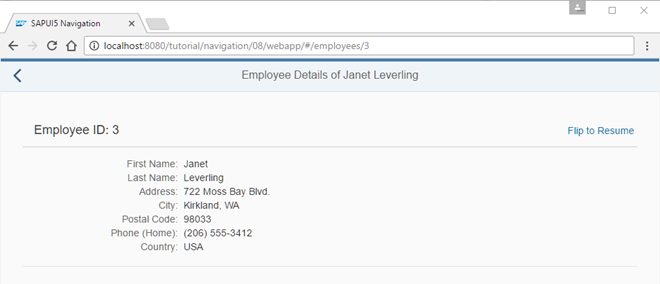 SAP SAPUI5 Navigation
localhost:8080/tutorial/navigation/08/webapp/#/employees/3
Employee Details of Janet Leverling
Employee ID: 3
Flip to Resume
First Name: Janet
Last Name: Leverling
Address: 722 Moss Bay Blvd.
City: Kirkland, WA
Postal Code: 98033
Phone (Home): (206) 555-3412
Country: USA